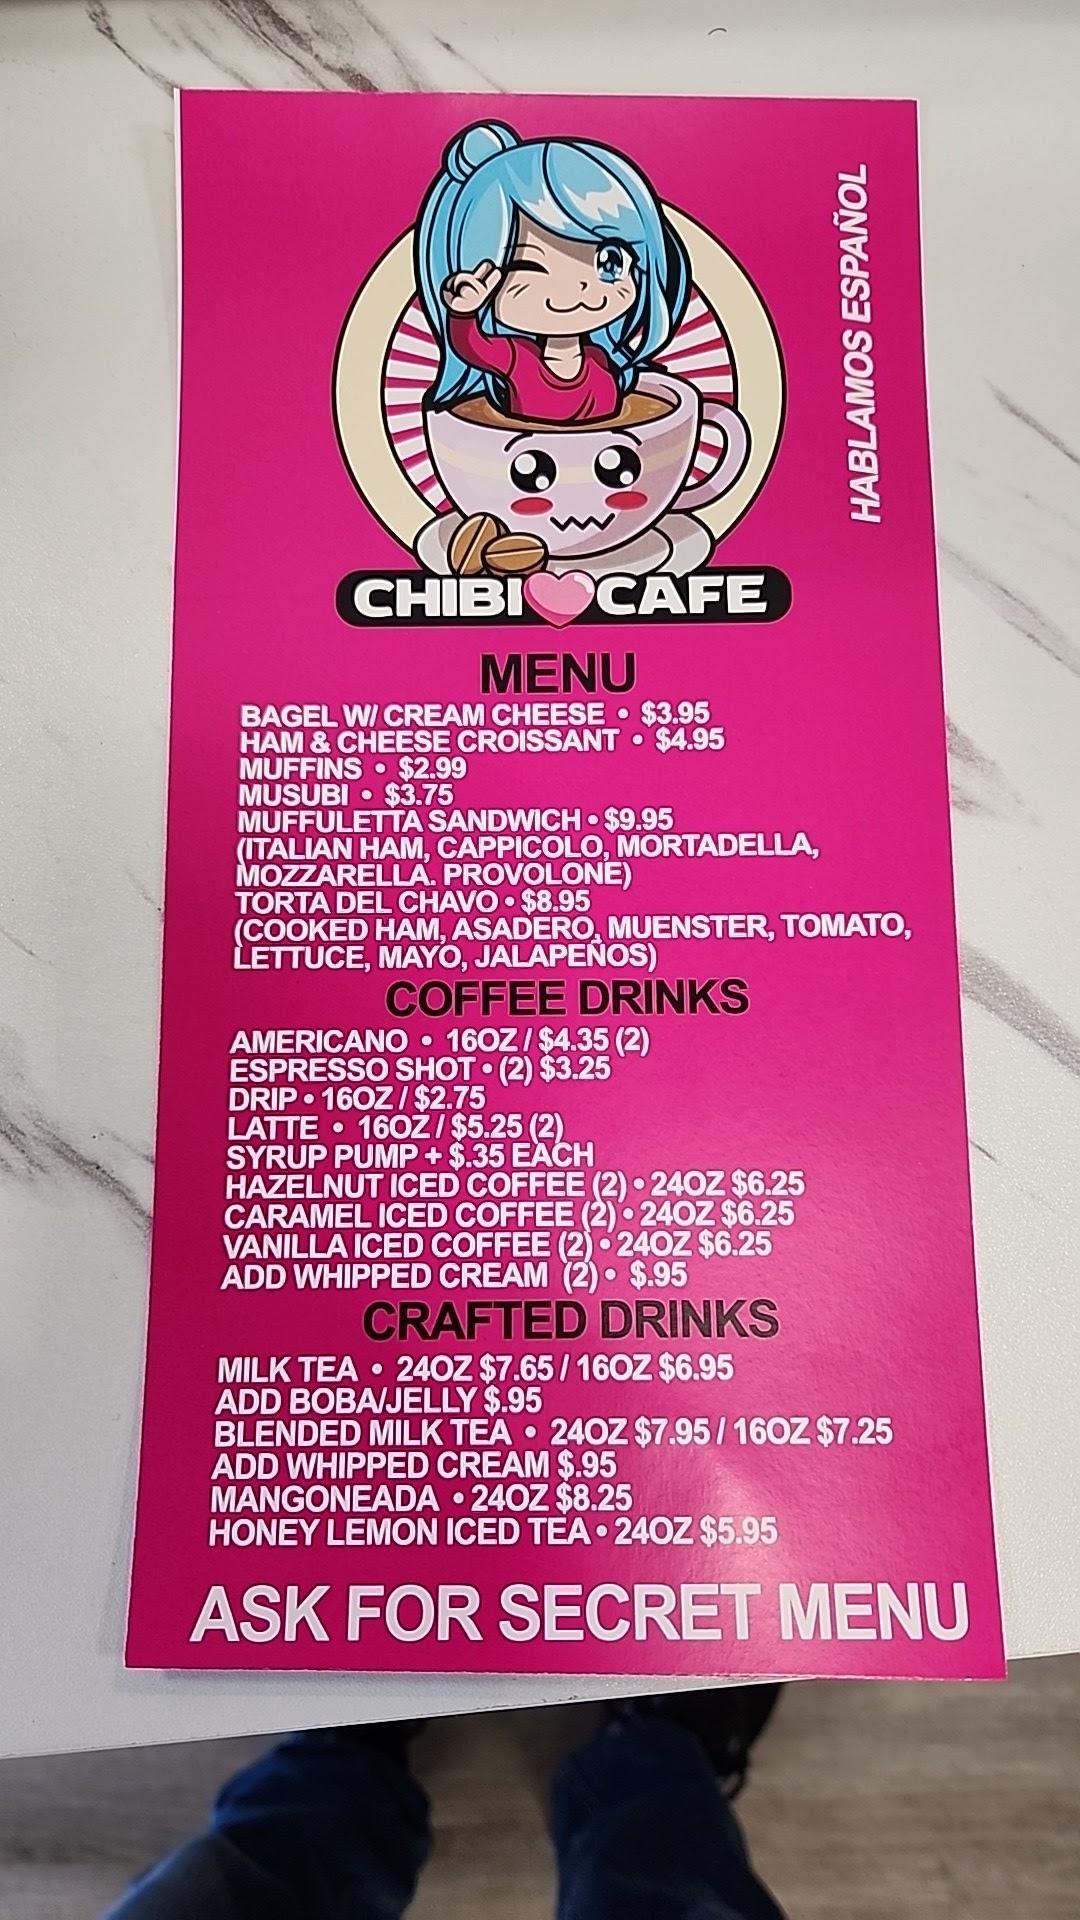 HABLAMOS ESPAÑOL
CHIBI CAFE
MENU
BAGEL W/ CREAM CHEESE • $3.95
HAM & CHEESE CROISSANT • $4.95
MUFFINS • $2.99
MUSUBI • $3.75
MUFFULETTA SANDWICH • $9.95
(ITALIAN HAM, CAPPICOLO, MORTADELLA,
MOZZARELLA. PROVOLONE)
TORTA DEL CHAVO • $8.95
(COOKED HAM, ASADERO, MUENSTER, TOMATO,
LETTUCE, MAYO, JALAPEÑOS)
COFFEE DRINKS
AMERICANO • 16OZ / $4.35 (2)
ESPRESSO SHOT • (2) $3.25
DRIP • 16OZ / $2.75
LATTE • 16OZ / $5.25 (2)
SYRUP PUMP + $.35 EACH
HAZELNUT ICED COFFEE (2) • 24OZ $6.25
CARAMEL ICED COFFEE (2) • 24OZ $6.25
VANILLA ICED COFFEE (2) • 24OZ $6.25
ADD WHIPPED CREAM (2) • $.95
CRAFTED DRINKS
MILK TEA • 24OZ $7.65 / 16OZ $6.95
ADD BOBA/JELLY $.95
BLENDED MILK TEA • 24OZ $7.95 / 16OZ $7.25
ADD WHIPPED CREAM $.95
MANGONEADA • 24OZ $8.25
HONEY LEMON ICED TEA • 24OZ $5.95
ASK FOR SECRET MENU